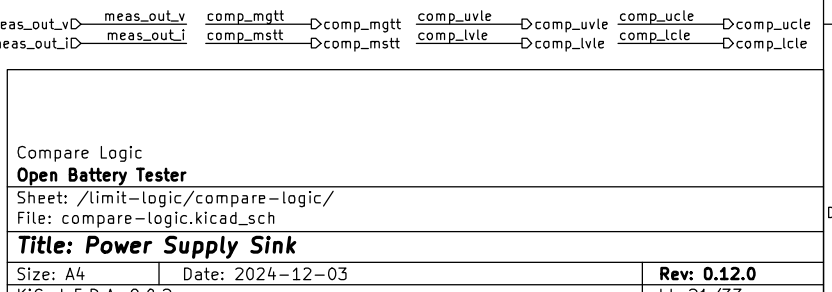 meas_out_v comp_mgtt comp_uvle comp_ucle
comp_mgtt comp_uvle comp_ucle
meas_out_i comp_mstt comp_lvle comp_lcle
comp_mstt comp_lvle comp_lcle
Compare Logic
Open Battery Tester
Sheet: /limit-logic/compare-logic/
File: compare-logic.kicad_sch
Title: Power Supply Sink
Size: A4 Date: 2024-12-03 Rev: 0.12.0